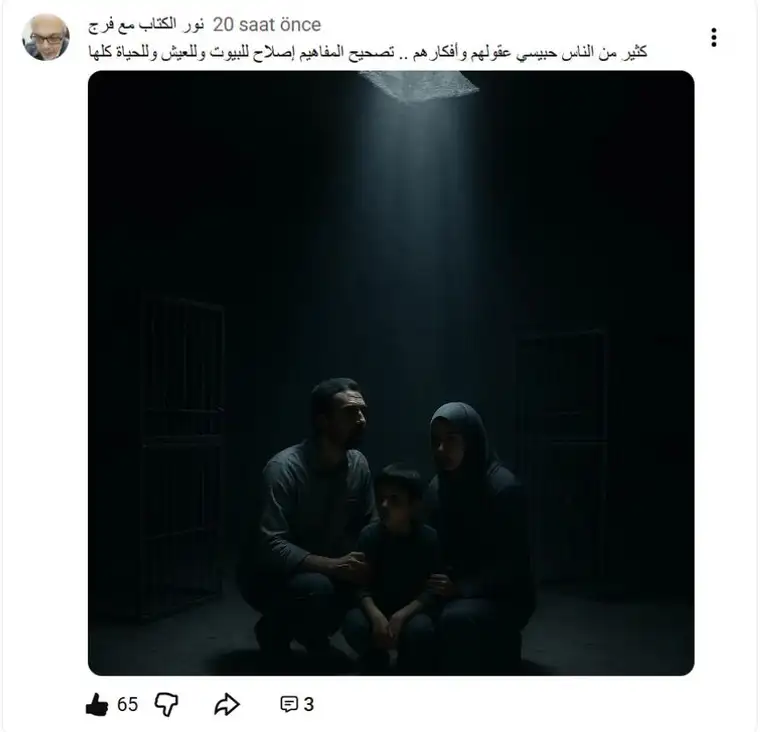 نور الكتاب مع فرج 20 saat önce
كثير من الناس حبيسي عقولهم وأفكارهم .. تصحيح المفاهيم إصلاح للبيوت وللعيش وللحياة كلها
65 3